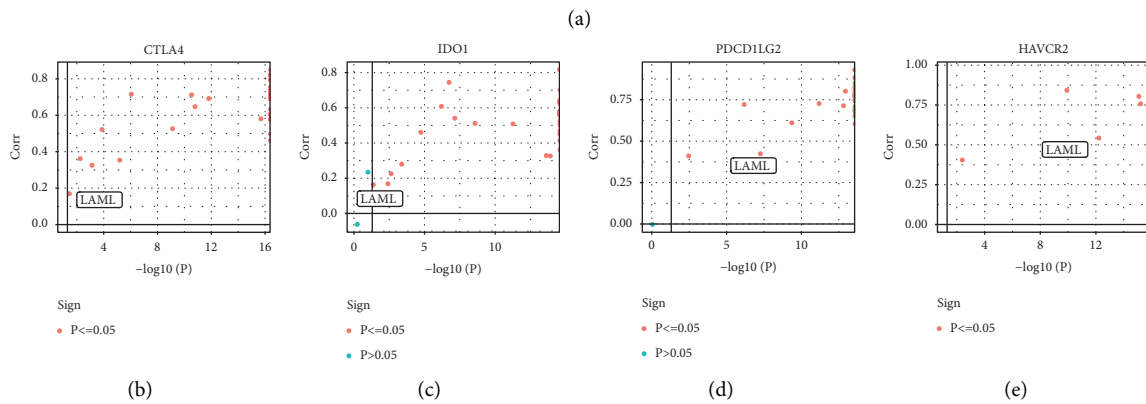 (a)
CTLA4
0.8
0.6
0.4
0.2
0.0
Corr
LAML
4
8
12
16
−log10 (P)
Sign
P<=0.05
(b)
IDO1
0.8
0.6
0.4
0.2
0.0
Corr
LAML
0
5
10
−log10 (P)
Sign
P<=0.05
P>0.05
(c)
PDCD1LG2
0.75
0.50
0.25
0.00
Corr
LAML
0
5
10
−log10 (P)
Sign
P<=0.05
P>0.05
(d)
HAVCR2
1.00
0.75
0.50
0.25
0.00
Corr
LAML
4
8
12
−log10 (P)
Sign
P<=0.05
(e)